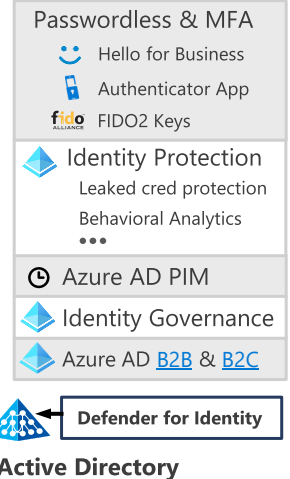 Passwordless & MFA
Hello for Business
Authenticator App
fido
ALLIANCE
FIDO2 Keys
Identity Protection
Leaked cred protection
Behavioral Analytics
•••
Azure AD PIM
Identity Governance
Azure AD B2B & B2C
Defender for Identity
Active Directory